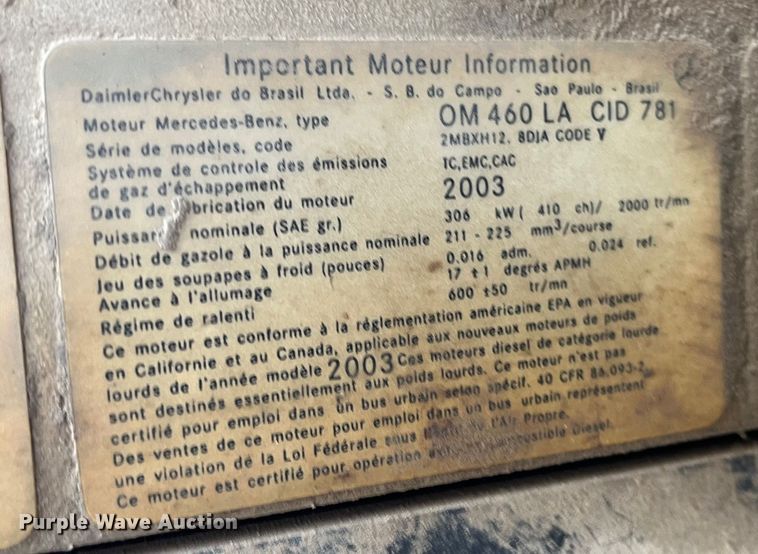 Important Moteur Information
DaimlerChrysler do Brasil Ltda. - S. B. do Campo - Sao Paulo - Brasil
Moteur Mercedes-Benz, type OM 460 LA CID 781
Série de modèles, code 2MBXH12. 8DJA CODE V
Système de controle des émissions
de gaz d'échappement TC,EMC,CAC
Date de fabrication du moteur 2003
Puissance nominale (SAE gr.) 306 kW ( 410 ch)/ 2000 tr/mn
Débit de gazole à la puissance nominale 211 - 225 mm³/course
Jeu des soupapes à froid (pouces) 0.016 adm. 0.024 ref.
Avance à l'allumage 17 ±1 degrés APMH
Régime de ralenti 600 ±50 tr/mn
Ce moteur est conforme à la réglementation américaine EPA en vigueur
en Californie et au Canada, applicable aux nouveaux moteurs de poids
lourds de l'année modèle 2003 Ces moteurs diesel de catégorie lourde
sont destinés essentiellement aux poids lourds. Ce moteur n'est pas
certifié pour emploi dans un bus urbain selon spécif. 40 CFR 86.093-2
Des ventes de ce moteur pour emploi dans un bus urbain représentent
une violation de la Loi Fédérale sous l'Air Propre.
Ce moteur est certifié pour opération Diesel.
Purple Wave Auction